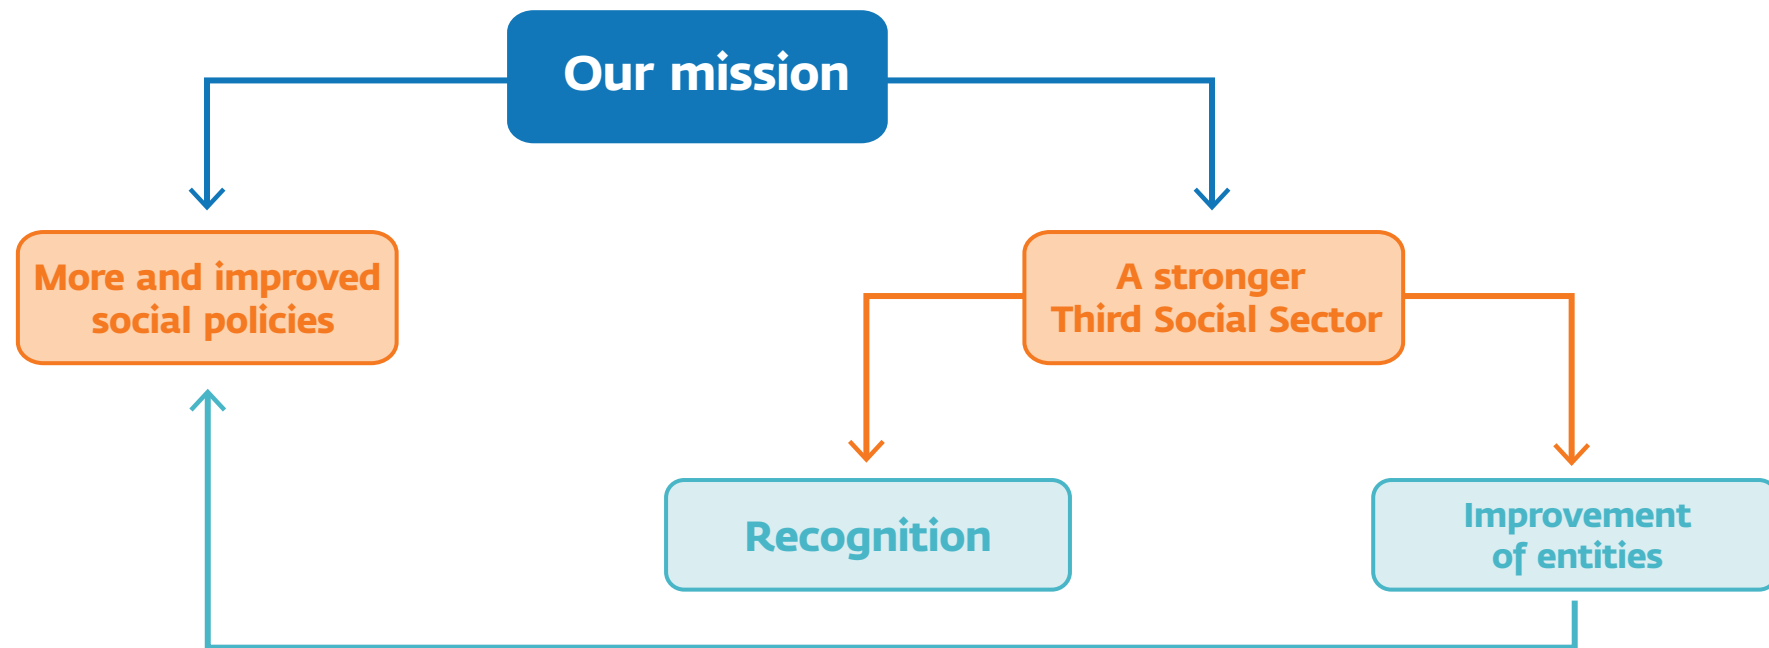 Our mission
More and improved
social policies
A stronger
Third Social Sector
Recognition
Improvement
of entities